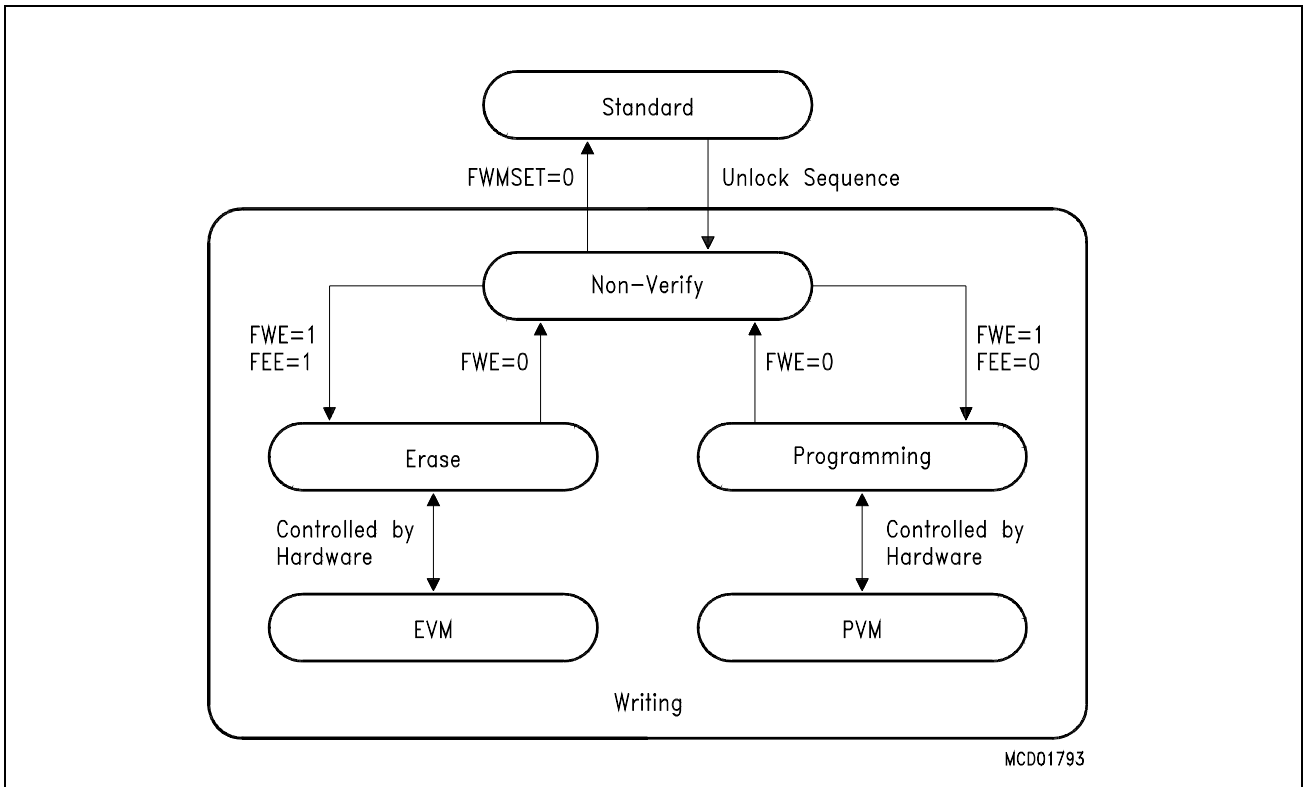 Standard
FWMSET=0
Unlock Sequence
Non-Verify
FWE=1
FEE=1
FWE=0
FWE=0
FWE=1
FEE=0
Erase
Programming
Controlled by
Hardware
Controlled by
Hardware
EVM
PVM
Writing
MCD01793